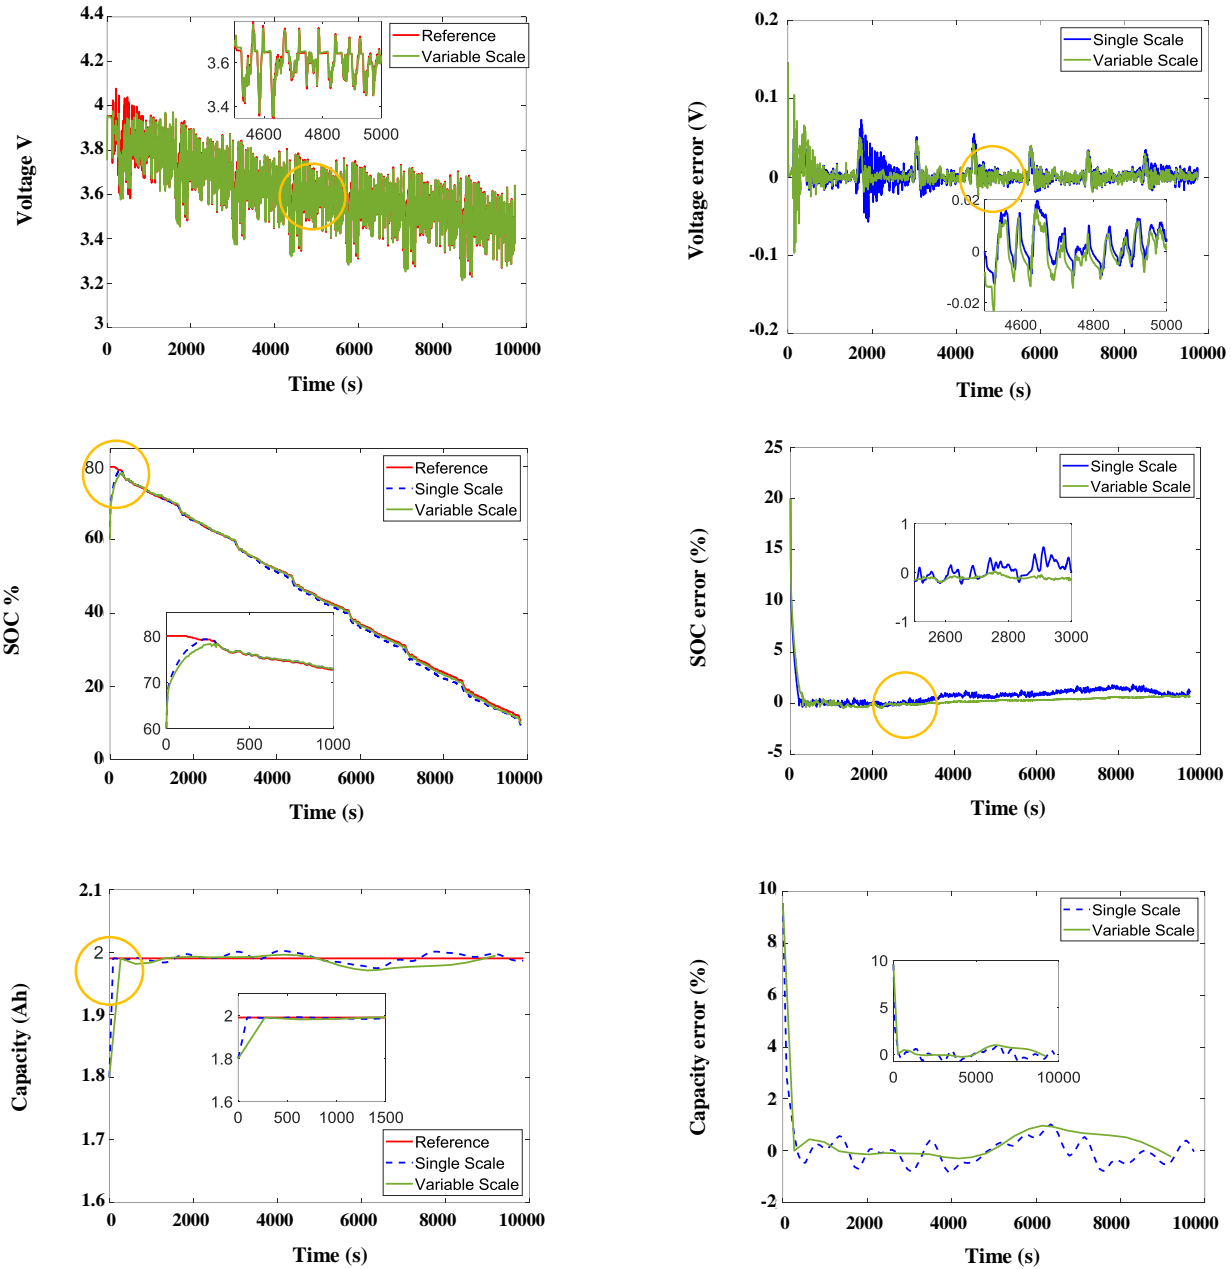 4.4
4.2
4
3.8
3.6
3.4
3.2
3
0 2000 4000 6000 8000 10000
Voltage V
Time (s)
Reference
Variable Scale
3.6
3.4
4600 4800 5000
0.2
0.1
0
-0.1
-0.2
0 2000 4000 6000 8000 10000
Voltage error (V)
Time (s)
Single Scale
Variable Scale
0.02
0
-0.02
4600 4800 5000
80
60
40
20
0
0 2000 4000 6000 8000 10000
SOC %
Time (s)
Reference
Single Scale
Variable Scale
80
70
60
0 500 1000
25
20
15
10
5
0
-5
0 2000 4000 6000 8000 10000
SOC error (%)
Time (s)
Single Scale
Variable Scale
1
0
-1
2600 2800 3000
2.1
2
1.9
1.8
1.7
1.6
0 2000 4000 6000 8000 10000
Capacity (Ah)
Time (s)
2
1.8
1.6
0 500 1000 1500
Reference
Single Scale
Variable Scale
10
8
6
4
2
0
-2
0 2000 4000 6000 8000 10000
Capacity error (%)
Time (s)
Single Scale
Variable Scale
10
5
0
0 5000 10000